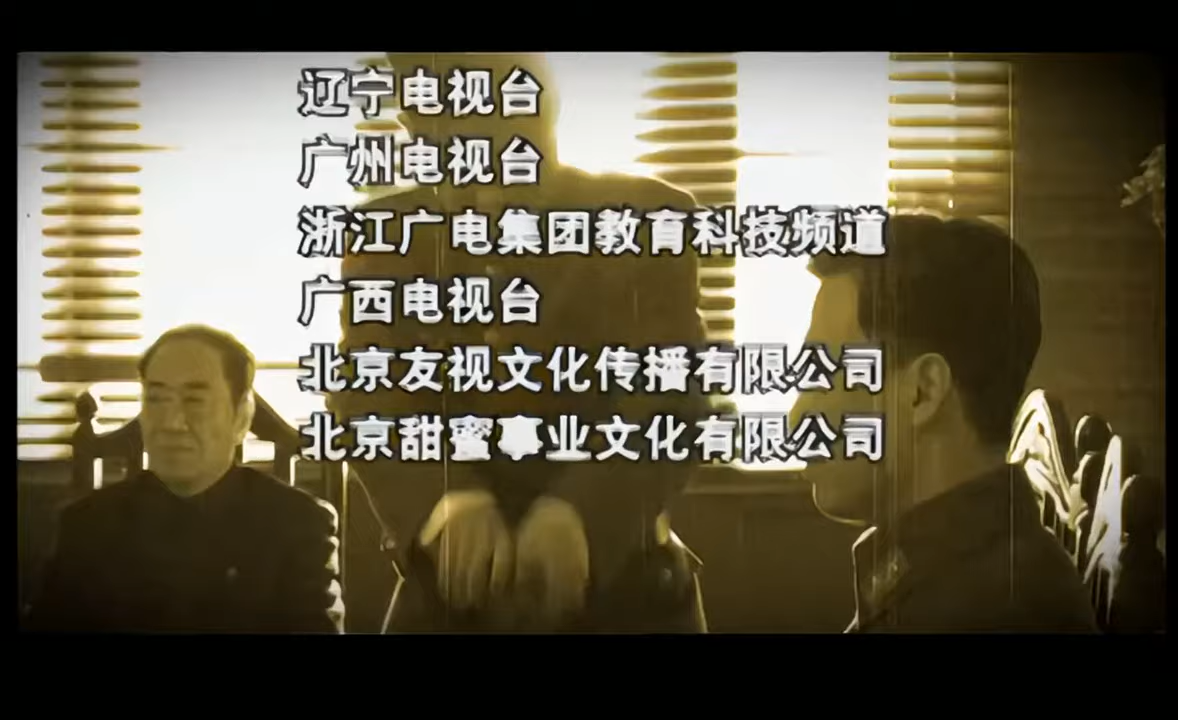 辽宁电视台
广州电视台
浙江广电集团教育科技频道
广西电视台
北京友视文化传播有限公司
北京甜蜜事业文化有限公司